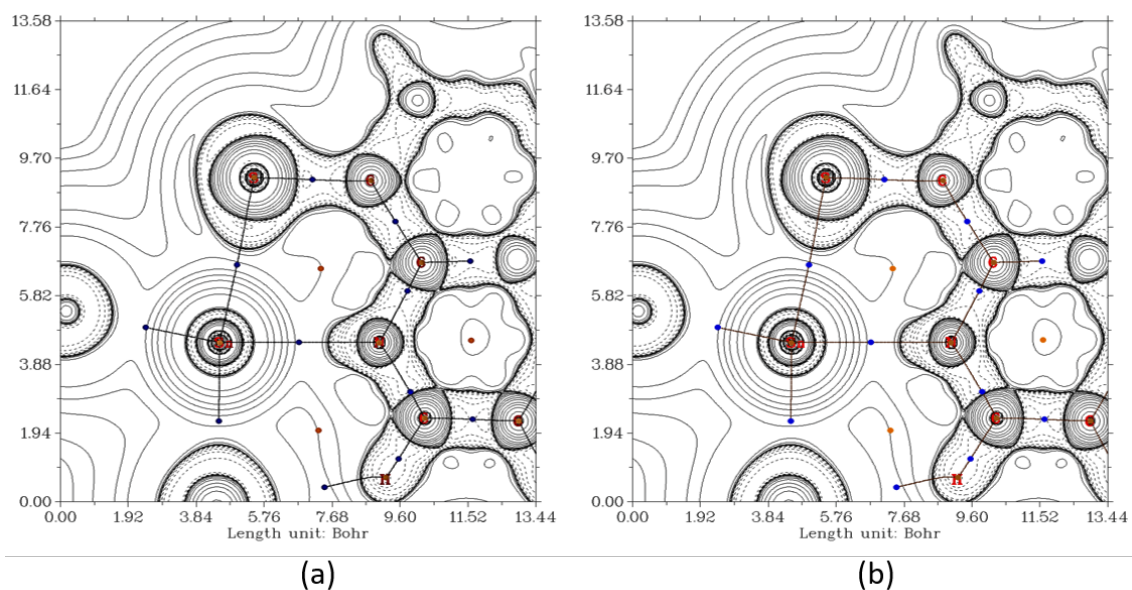 13.58 13.58
11.64 11.64
9.70 9.70
7.76 7.76
5.82 5.82
3.88 3.88
1.94 1.94
H H
0.00 0.00
0.00 1.92 3.84 5.76 7.68 9.60 11.52 13.44 0.00 1.92 3.84 5.76 7.68 9.60 11.52 13.44
Length unit: Bohr Length unit: Bohr
(a) (b)